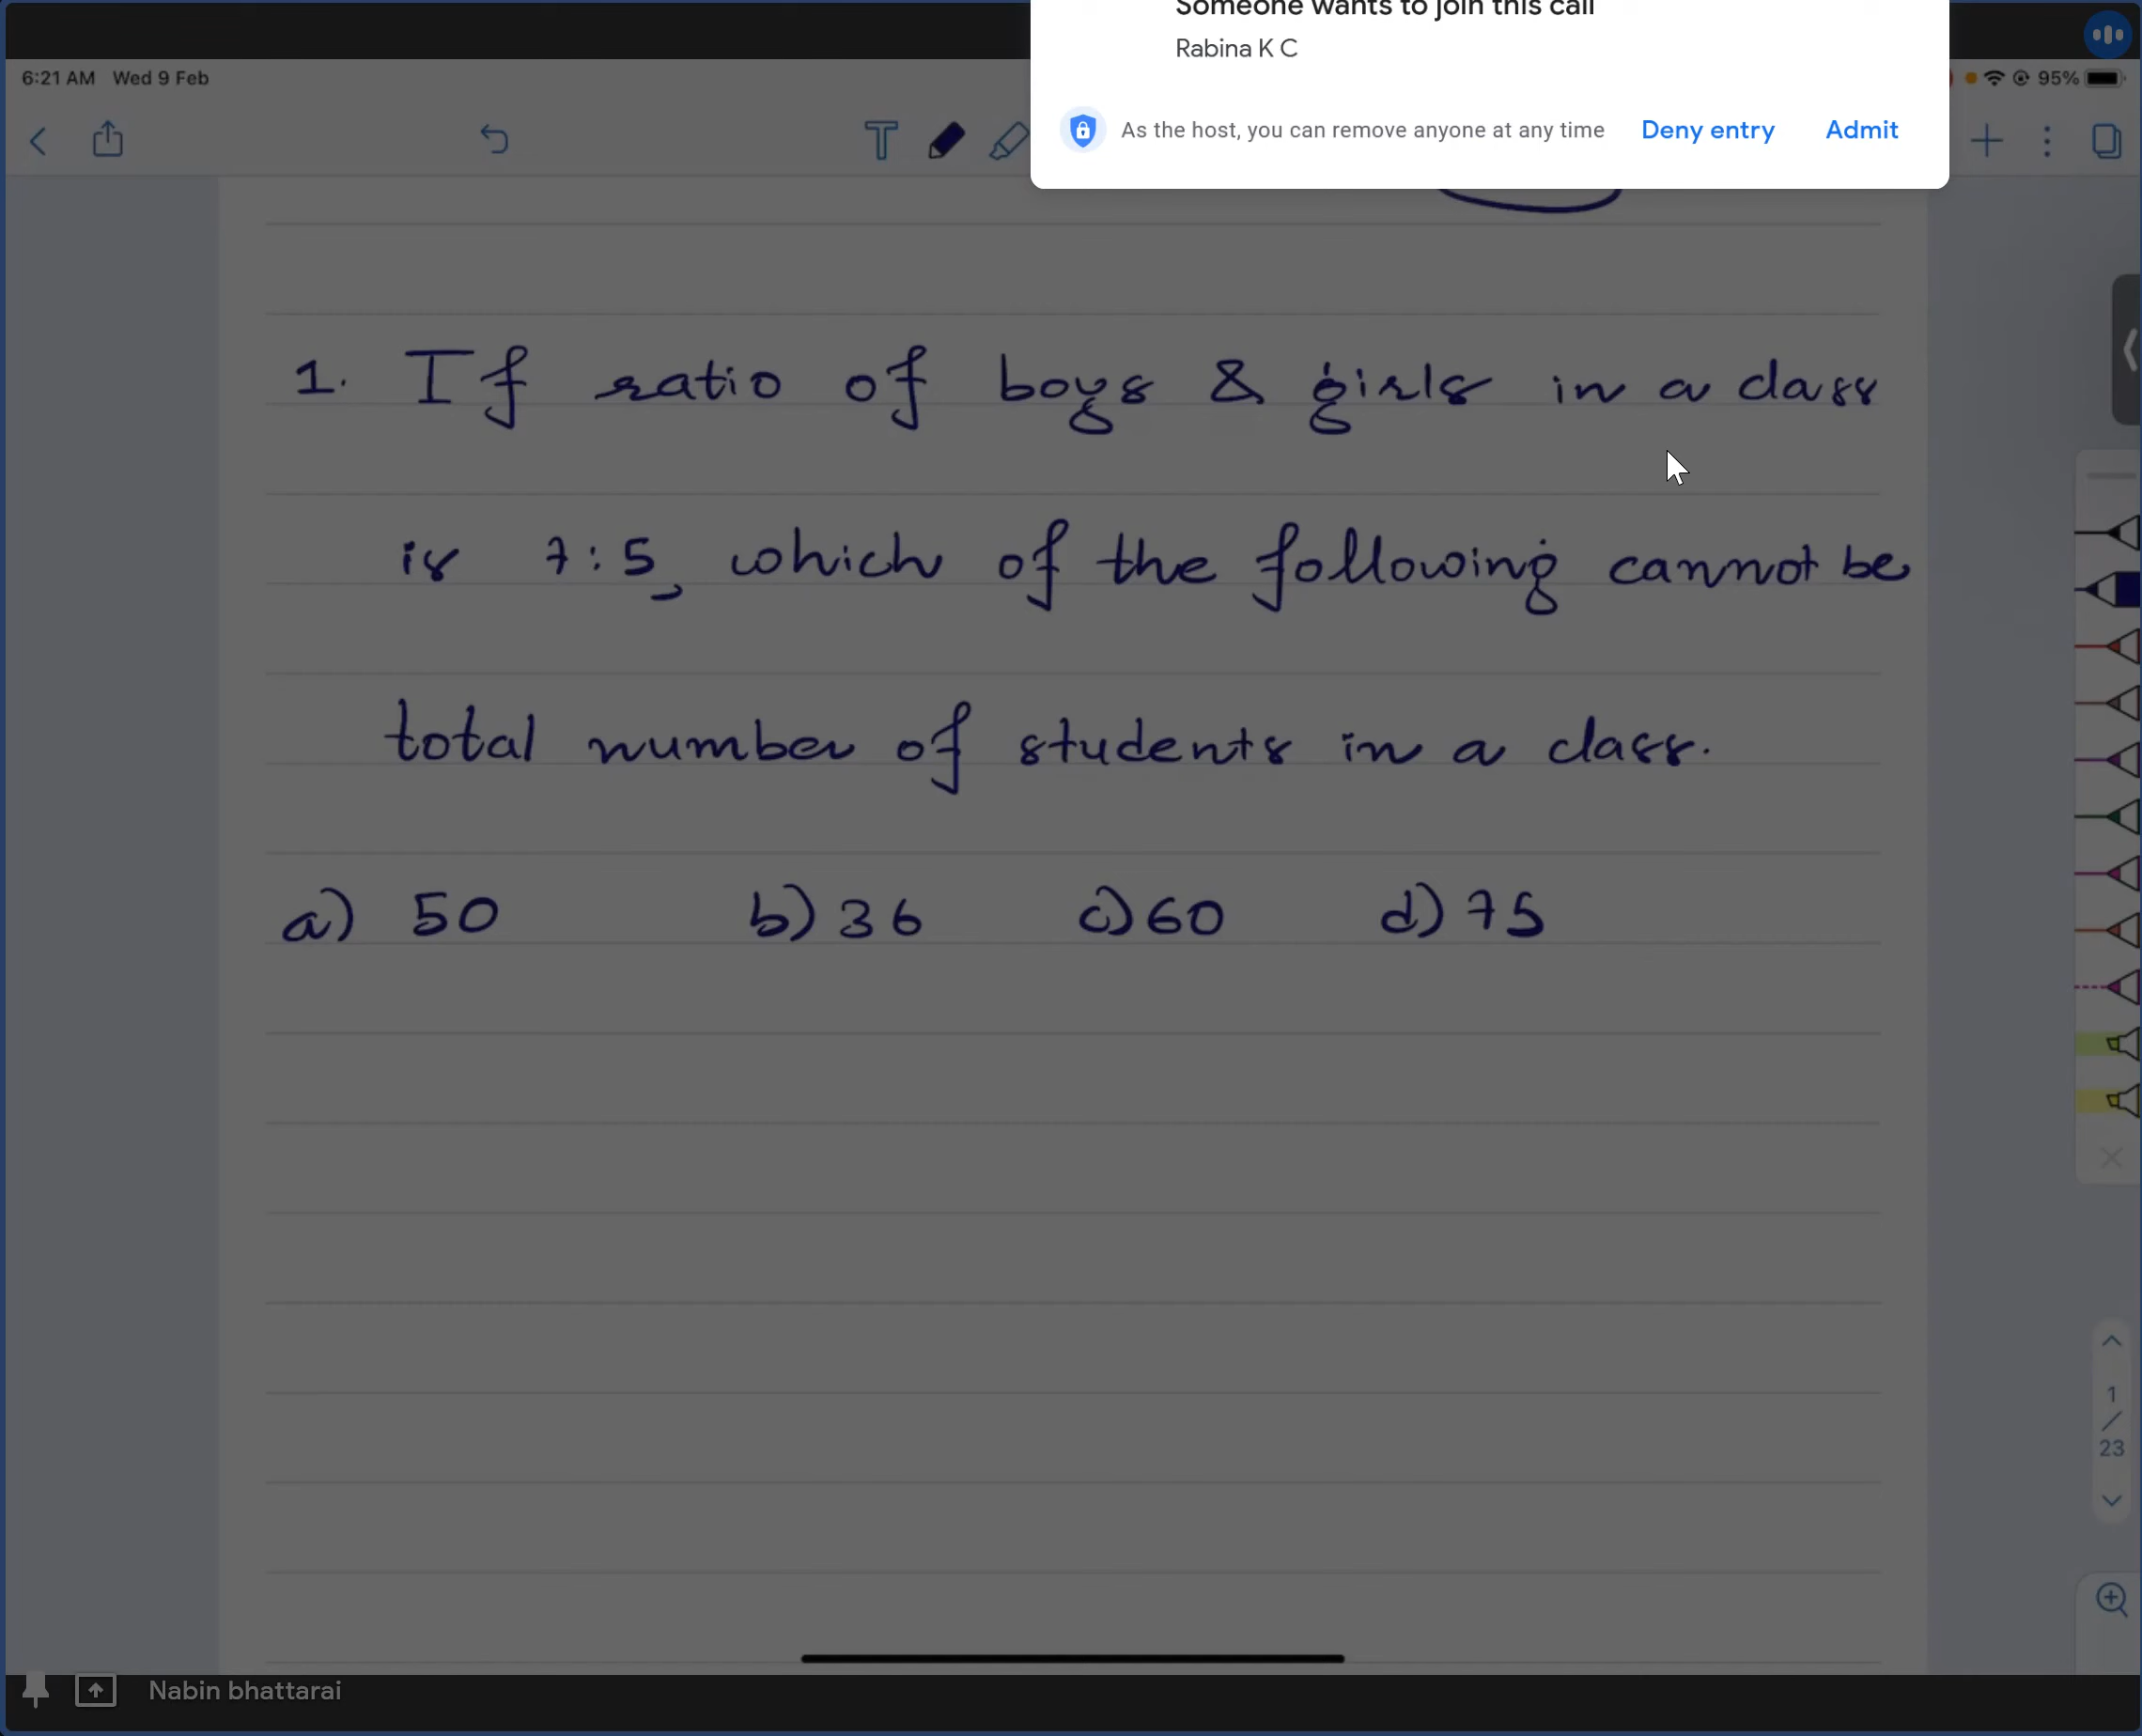 Someone wants to join this call
Rabina K C
6:21 AM Wed 9 Feb
95%
As the host, you can remove anyone at any time Deny entry Admit
T
1. If ratio of boys & girls in a class
is 7:5, which of the following cannot be
total number of students in a class.
a) 50 b) 36 c) 60 d) 75
1
/
23
Nabin bhattarai